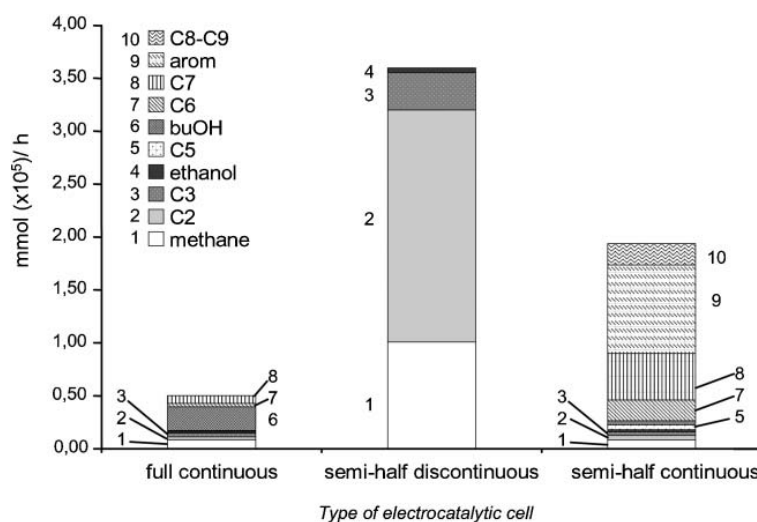 mmol (x10⁵)/ h
4,00
3,50
3,00
2,50
2,00
1,50
1,00
0,50
0,00
10 C8-C9
9 arom
8 C7
7 C6
6 buOH
5 C5
4 ethanol
3 C3
2 C2
1 methane
3
2
1
8
7
6
4
3
2
1
3
2
1
10
9
8
7
5
full continuous
semi-half discontinuous
semi-half continuous
Type of electrocatalytic cell